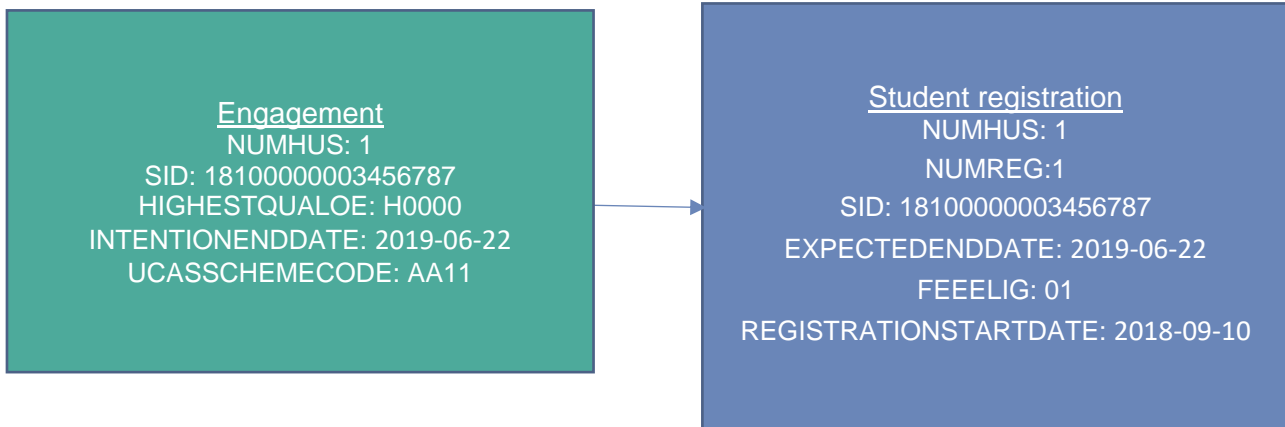 Engagement
NUMHUS: 1
SID: 18100000003456787
HIGHESTQUALOE: H0000
INTENTIONENDDATE: 2019-06-22
UCASSCHEMECODE: AA11
Student registration
NUMHUS: 1
NUMREG:1
SID: 18100000003456787
EXPECTEDENDDATE: 2019-06-22
FEEELIG: 01
REGISTRATIONSTARTDATE: 2018-09-10